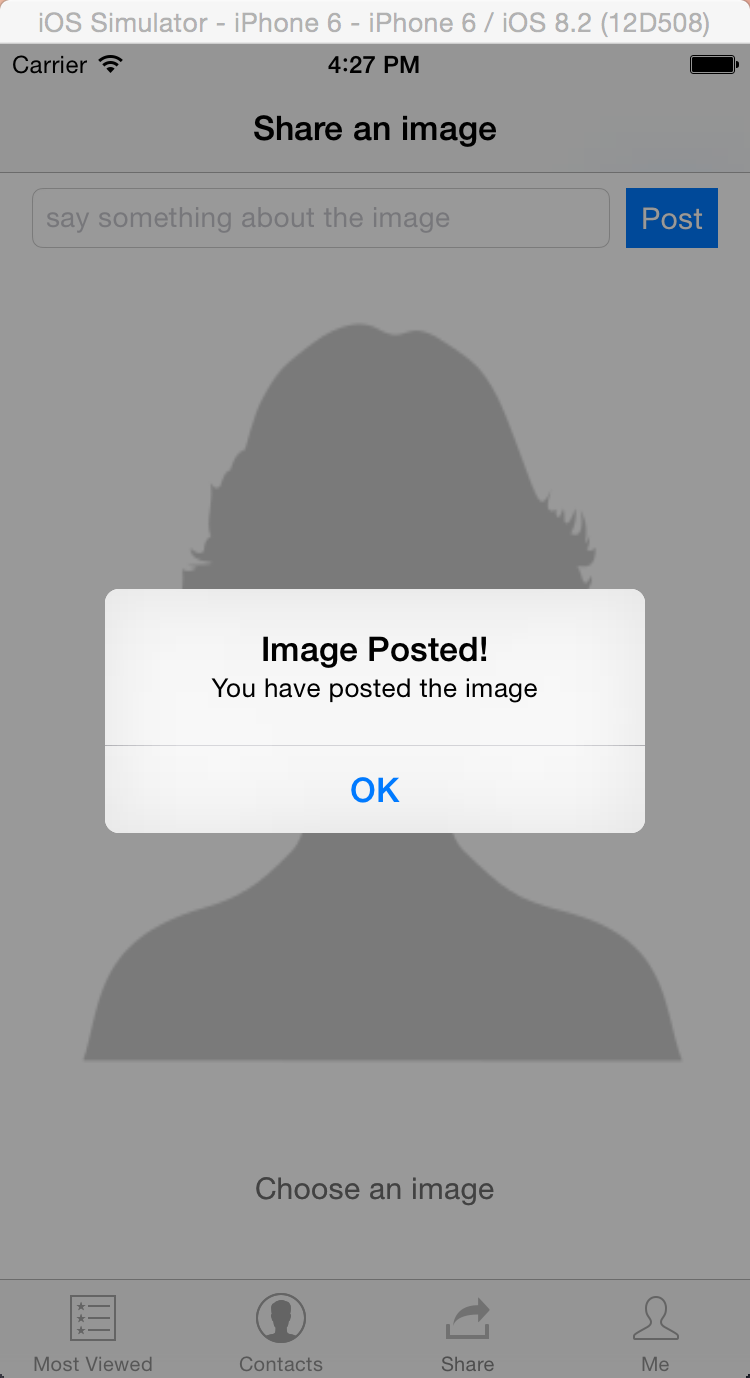 iOS Simulator - iPhone 6 - iPhone 6 / iOS 8.2 (12D508)
Carrier 4:27 PM
Share an image
say something about the image Post
Image Posted!
You have posted the image
OK
Choose an image
Most Viewed Contacts Share Me